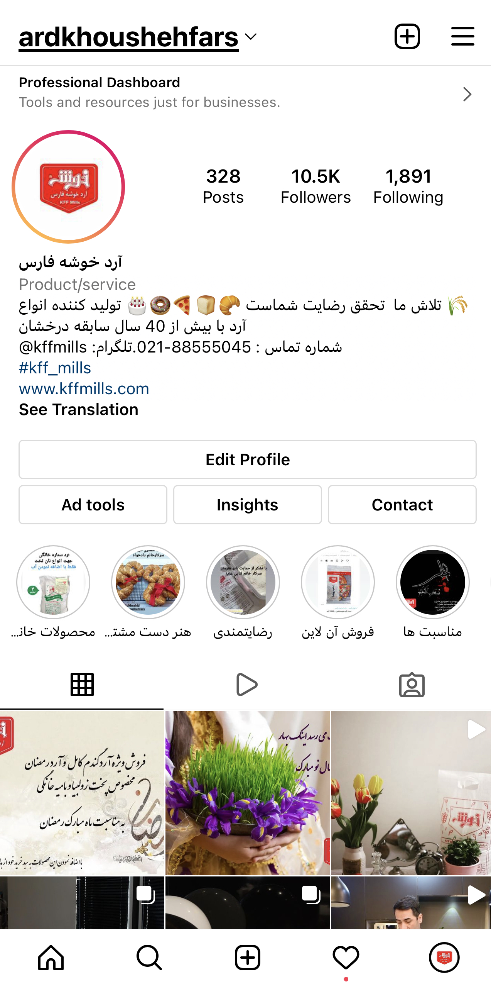 ardkhoushehfars
Professional Dashboard
Tools and resources just for businesses.
خوشه
آرد خوشه فارس
KFF Mills
328
Posts
10.5K
Followers
1,891
Following
آرد خوشه فارس
Product/service
🌾 تلاش ما تحقق رضایت شماست 🥐🍞🍕🍩🎂 تولید کننده انواع
آرد با بیش از 40 سال سابقه درخشان
شماره تماس : 021-88555045.تلگرام: @kffmills
#kff_mills
www.kffmills.com
See Translation
Edit Profile
Ad tools
Insights
Contact
آرد ستاره خانگی
جهت انواع نان تخت
فقط با اضافه نمودن آب
۲
سرکارخانم دادخواه
با تشکر از حمایت بانو هنرمند
سرکار خانم ثنایی عزیز
محصولات خان...
هنر دست مشت...
رضایتمندی
فروش آن لاین
مناسبت ها
فروش ویژه آرد گندم کامل و آرد رمضان
مخصوص پخت زولبیا و بامیه خانگی
به مناسبت ماه مبارک رمضان
با اضافه نمودن این محصولات به سبد خرید خود از
می رسد اینک بهار
سال نو مبارک
خوشه